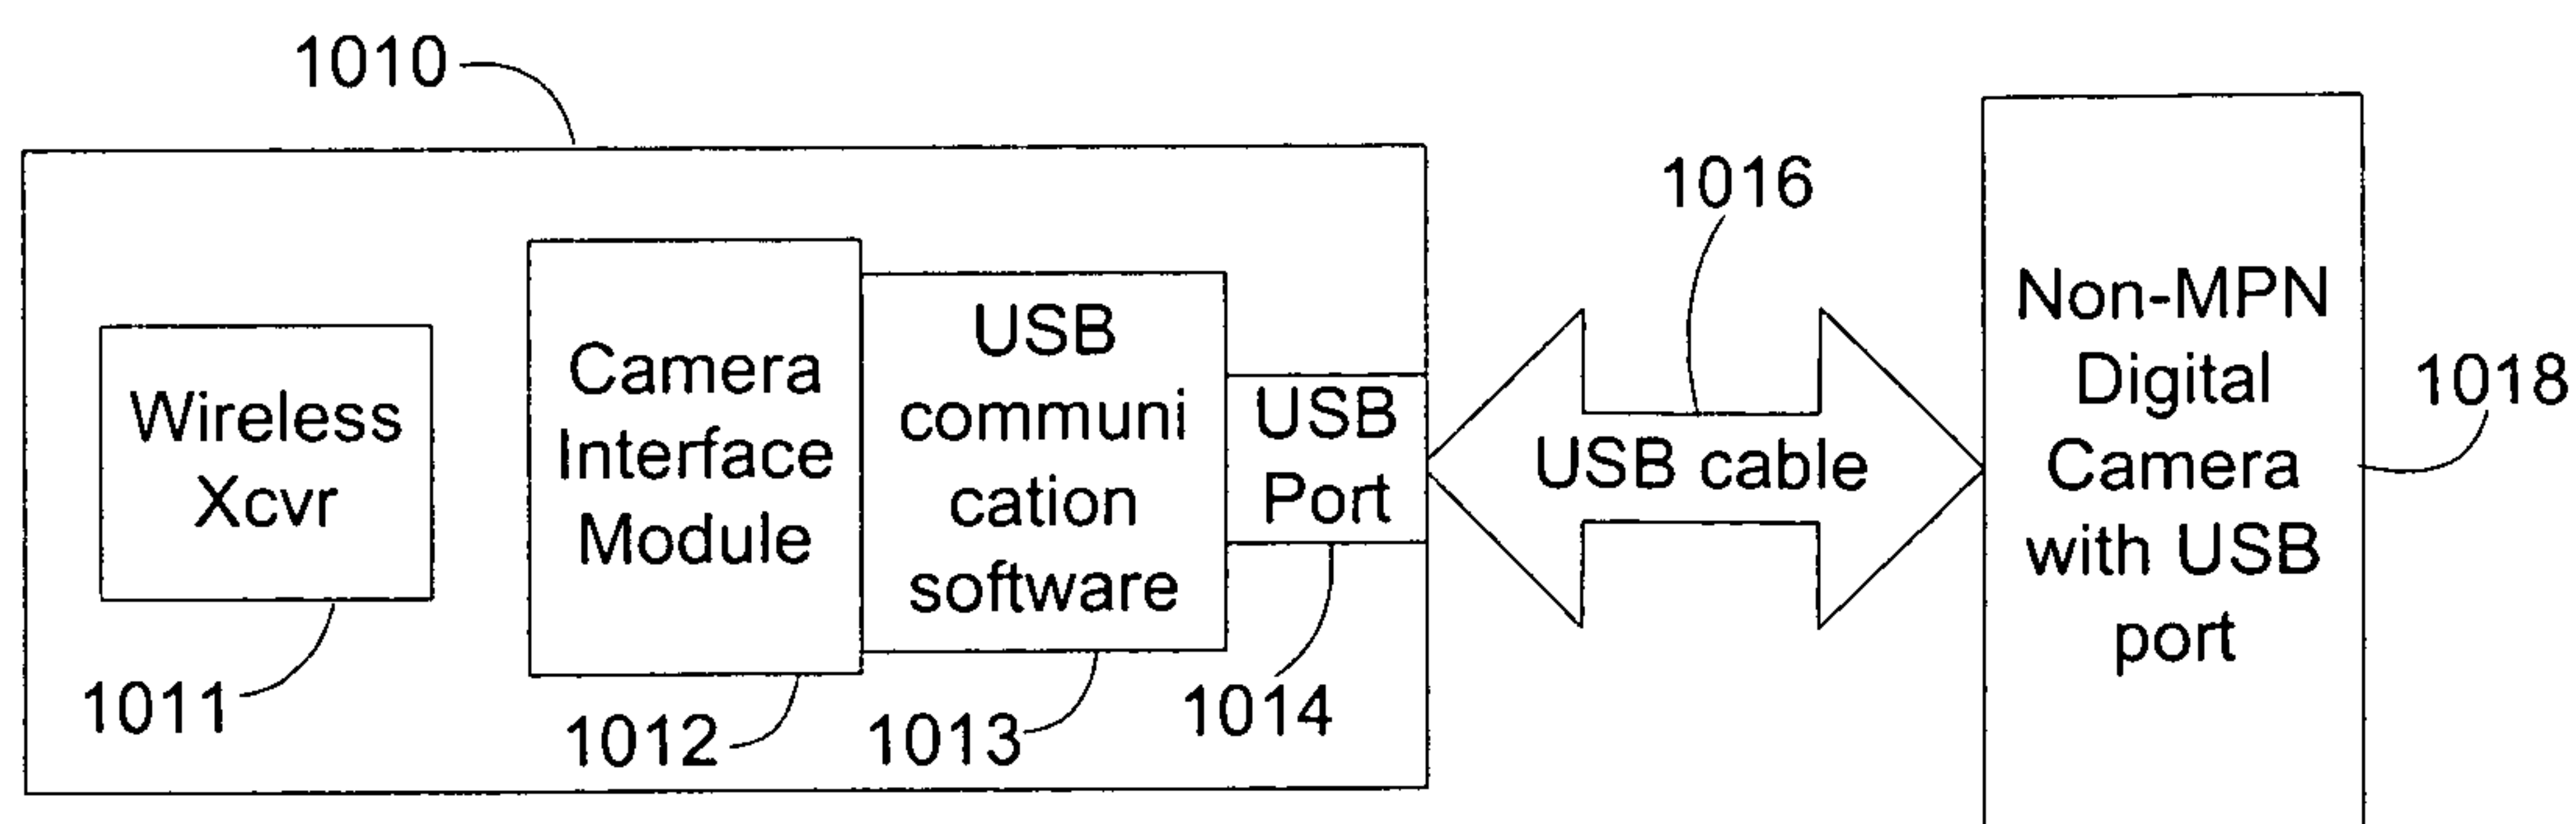 1010
1016
1018
Wireless
Xcvr
1011
Camera
Interface
Module
1012
USB
communi
cation
software
1013
USB
Port
1014
USB cable
Non-MPN
Digital
Camera
with USB
port